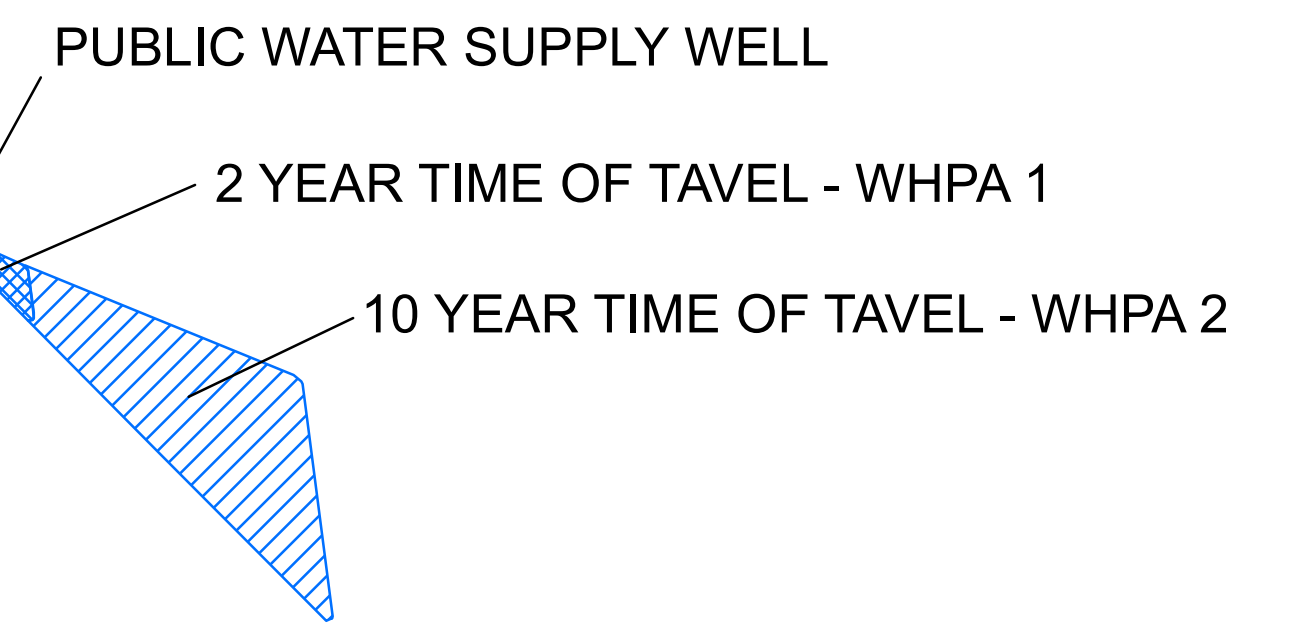 PUBLIC WATER SUPPLY WELL
2 YEAR TIME OF TAVEL - WHPA 1
10 YEAR TIME OF TAVEL - WHPA 2